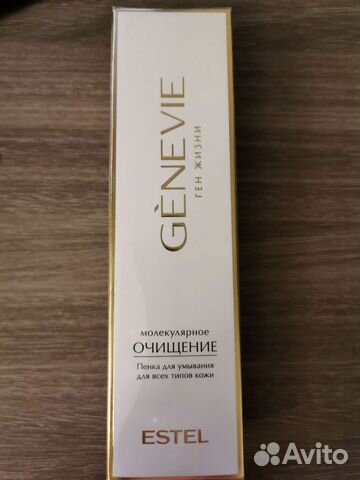 GÈNEVIE
ГЕН ЖИЗНИ
молекулярное
ОЧИЩЕНИЕ
Пенка для умывания
для всех типов кожи
ESTEL
Avito